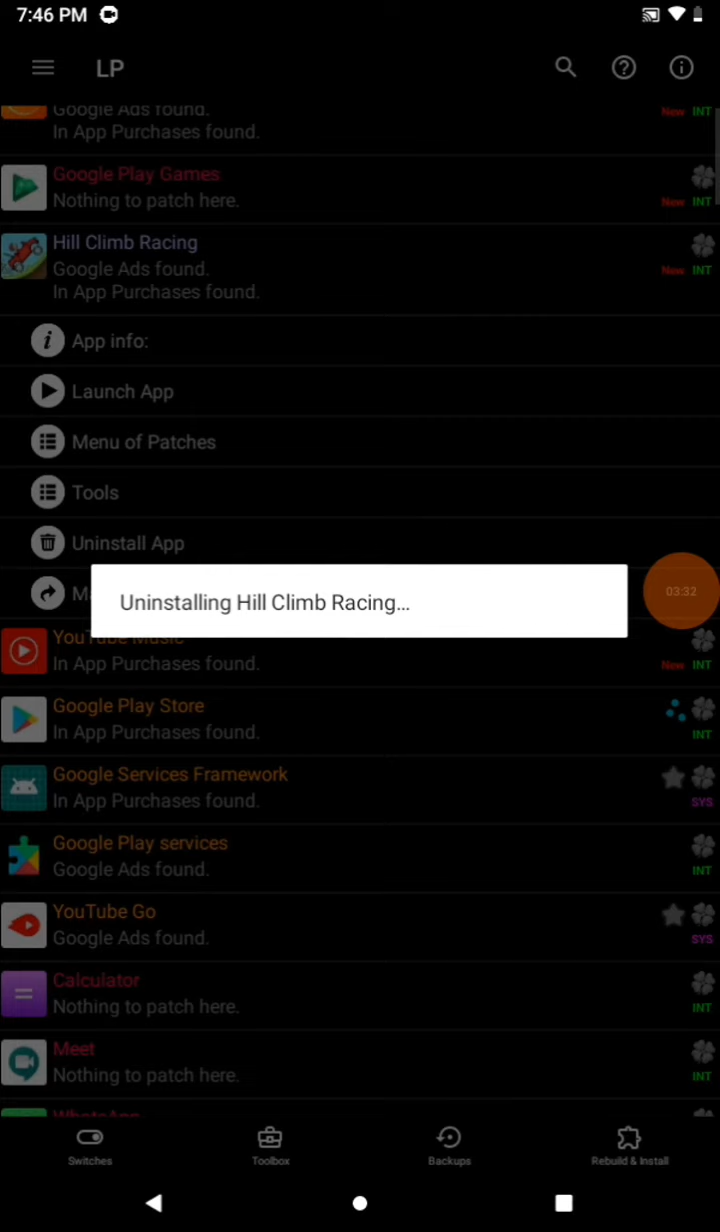 7:46 PM
LP
Google Ads found.
In App Purchases found.
New INT
Google Play Games
Nothing to patch here.
New INT
Hill Climb Racing
Google Ads found.
In App Purchases found.
New INT
App info:
Launch App
Menu of Patches
Tools
Uninstall App
Uninstalling Hill Climb Racing...
03:32
YouTube Music
In App Purchases found.
New INT
Google Play Store
In App Purchases found.
INT
Google Services Framework
In App Purchases found.
SYS
Google Play services
Google Ads found.
INT
YouTube Go
Google Ads found.
SYS
Calculator
Nothing to patch here.
INT
Meet
Nothing to patch here.
INT
WhatsApp
Switches
Toolbox
Backups
Rebuild & Install